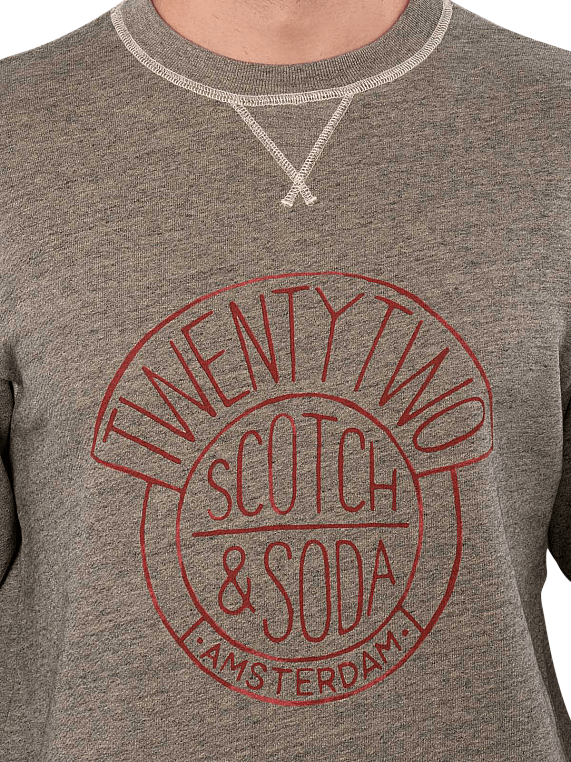 TWENTYTWO
SCOTCH
& SODA
·AMSTERDAM·